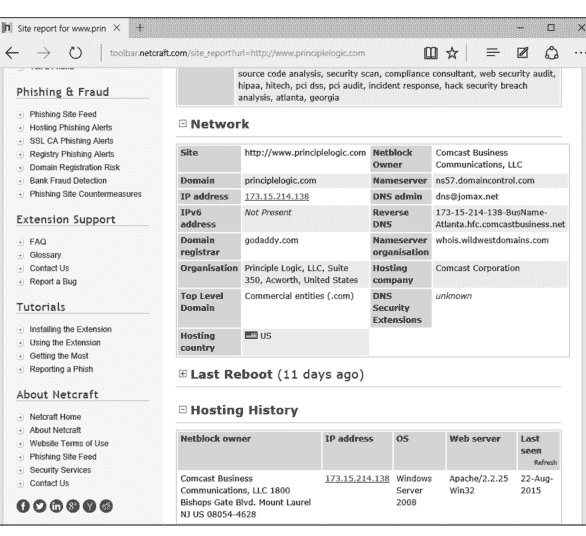 Site report for www.prin
toolbar.netcraft.com/site_report?url=http://www.principlelogic.com
Phishing & Fraud
Phishing Site Feed
Hosting Phishing Alerts
SSL CA Phishing Alerts
Registry Phishing Alerts
Domain Registration Risk
Bank Fraud Detection
Phishing Site Countermeasures
Extension Support
FAQ
Glossary
Contact Us
Report a Bug
Tutorials
Installing the Extension
Using the Extension
Getting the Most
Reporting a Phish
About Netcraft
Netcraft Home
About Netcraft
Website Terms of Use
Phishing Site Feed
Security Services
Contact Us
source code analysis, security scan, compliance consultant, web security audit,
hipaa, hitech, pci dss, pci audit, incident response, hack security breach
analysis, atlanta, georgia
Network
Site http://www.principlelogic.com Netblock Owner Comcast Business Communications, LLC
Domain principlelogic.com Nameserver ns57.domaincontrol.com
IP address 173.15.214.138 DNS admin dns@jomax.net
IPv6 address Not Present Reverse DNS 173-15-214-138-BusName-Atlanta.hfc.comcastbusiness.net
Domain registrar godaddy.com Nameserver organisation whois.wildwestdomains.com
Organisation Principle Logic, LLC, Suite 350, Acworth, United States Hosting company Comcast Corporation
Top Level Domain Commercial entities (.com) DNS Security Extensions unknown
Hosting country US
Last Reboot (11 days ago)
Hosting History
Netblock owner IP address OS Web server Last seen Refresh
Comcast Business Communications, LLC 1800 Bishops Gate Blvd. Mount Laurel NJ US 08054-4628 173.15.214.138 Windows Server 2008 Apache/2.2.25 Win32 22-Aug-2015